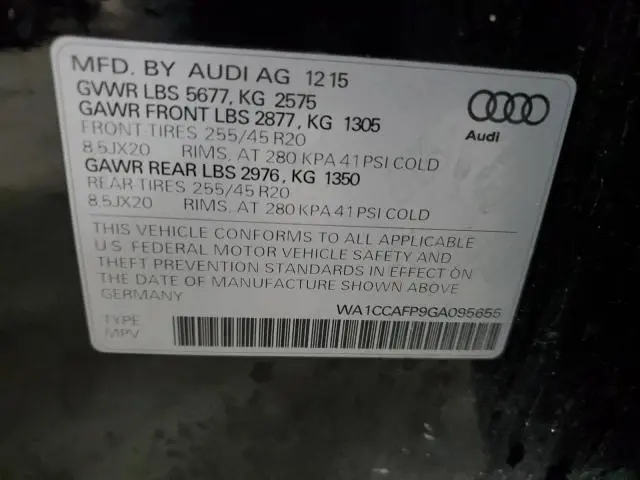 MFD. BY AUDI AG 12 15
GVWR LBS 5677, KG 2575
GAWR FRONT LBS 2877, KG 1305
FRONT TIRES 255/45 R20
8.5JX20 RIMS, AT 280 KPA 41 PSI COLD
GAWR REAR LBS 2976, KG 1350
REAR TIRES 255/45 R20
8.5JX20 RIMS, AT 280 KPA 41 PSI COLD
THIS VEHICLE CONFORMS TO ALL APPLICABLE
U.S. FEDERAL MOTOR VEHICLE SAFETY AND
THEFT PREVENTION STANDARDS IN EFFECT ON
THE DATE OF MANUFACTURE SHOWN ABOVE
GERMANY
WA1CCAFP9GA095655
TYPE
MPV
Audi